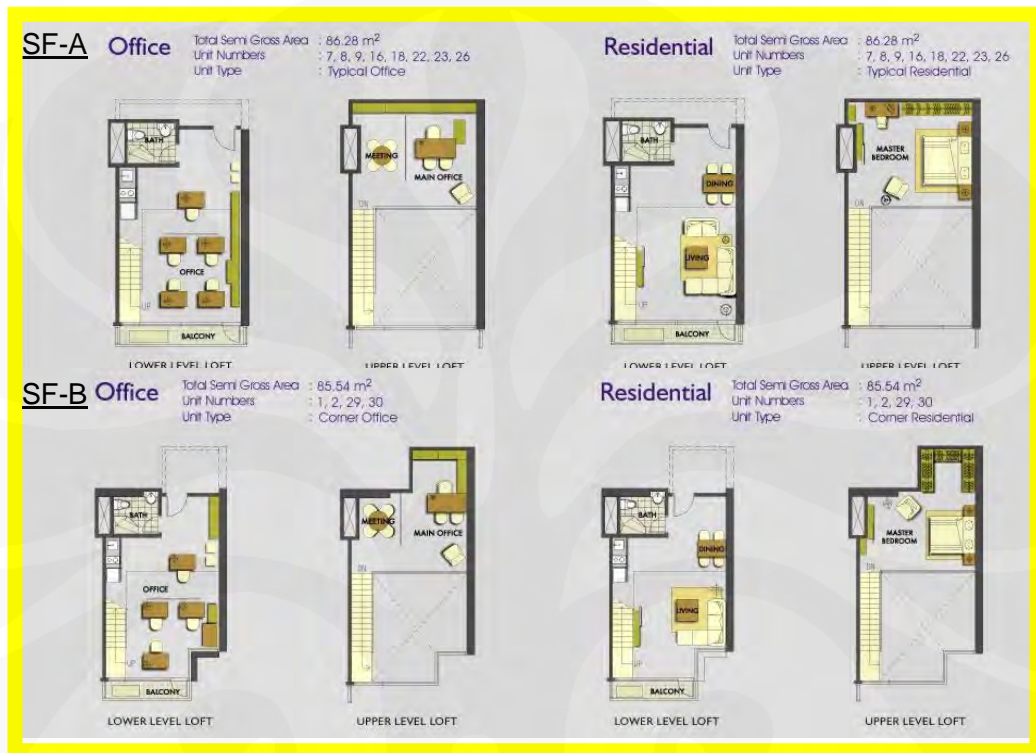 SF-A
Office
Total Semi Gross Area : 86.28 m²
Unit Numbers : 7, 8, 9, 16, 18, 22, 23, 26
Unit Type : Typical Office
BATH
OFFICE
UP
BALCONY
LOWER LEVEL LOFT
MEETING
MAIN OFFICE
DN
UPPER LEVEL LOFT
Residential
Total Semi Gross Area : 86.28 m²
Unit Numbers : 7, 8, 9, 16, 18, 22, 23, 26
Unit Type : Typical Residential
BATH
DINING
LIVING
UP
BALCONY
LOWER LEVEL LOFT
MASTER
BEDROOM
DN
UPPER LEVEL LOFT
SF-B
Office
Total Semi Gross Area : 85.54 m²
Unit Numbers : 1, 2, 29, 30
Unit Type : Corner Office
BATH
OFFICE
UP
BALCONY
LOWER LEVEL LOFT
MEETING
MAIN OFFICE
DN
UPPER LEVEL LOFT
Residential
Total Semi Gross Area : 85.54 m²
Unit Numbers : 1, 2, 29, 30
Unit Type : Corner Residential
BATH
DINING
LIVING
UP
BALCONY
LOWER LEVEL LOFT
MASTER
BEDROOM
DN
UPPER LEVEL LOFT